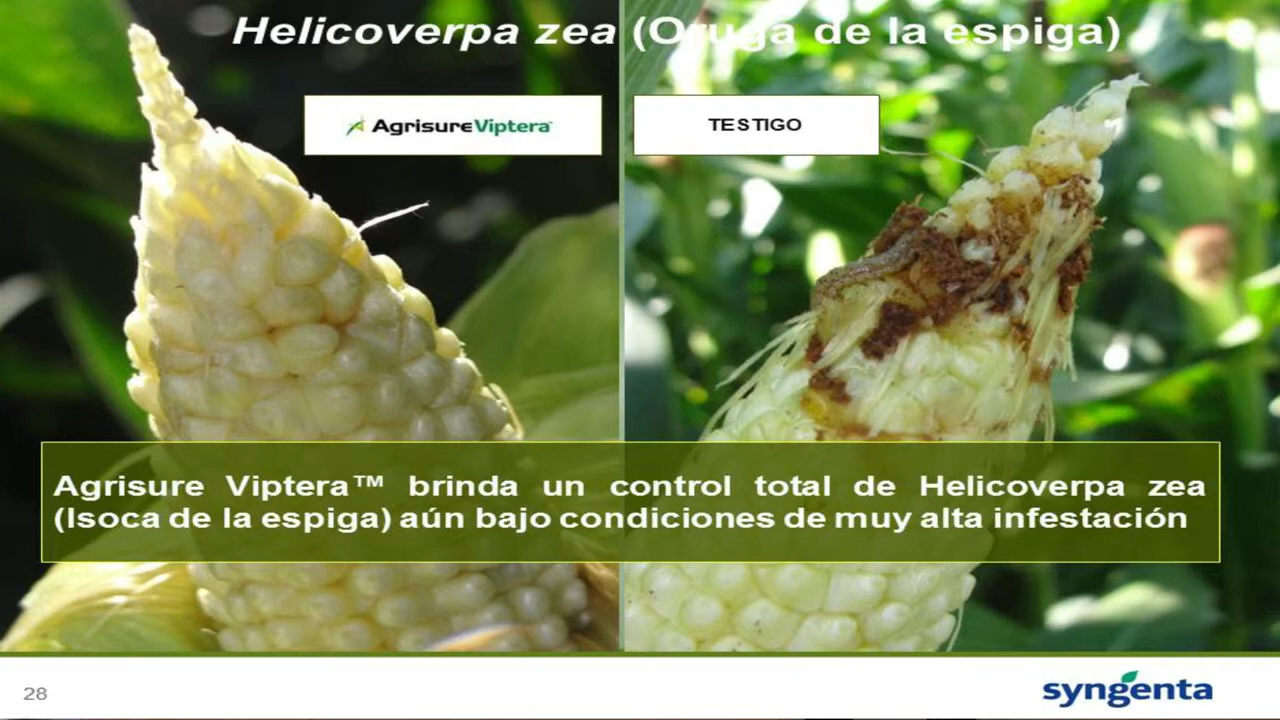 Helicoverpa zea (Oruga de la espiga)
AgrisureViptera™
TESTIGO
Agrisure Viptera™ brinda un control total de Helicoverpa zea
(Isoca de la espiga) aún bajo condiciones de muy alta infestación
28
syngenta